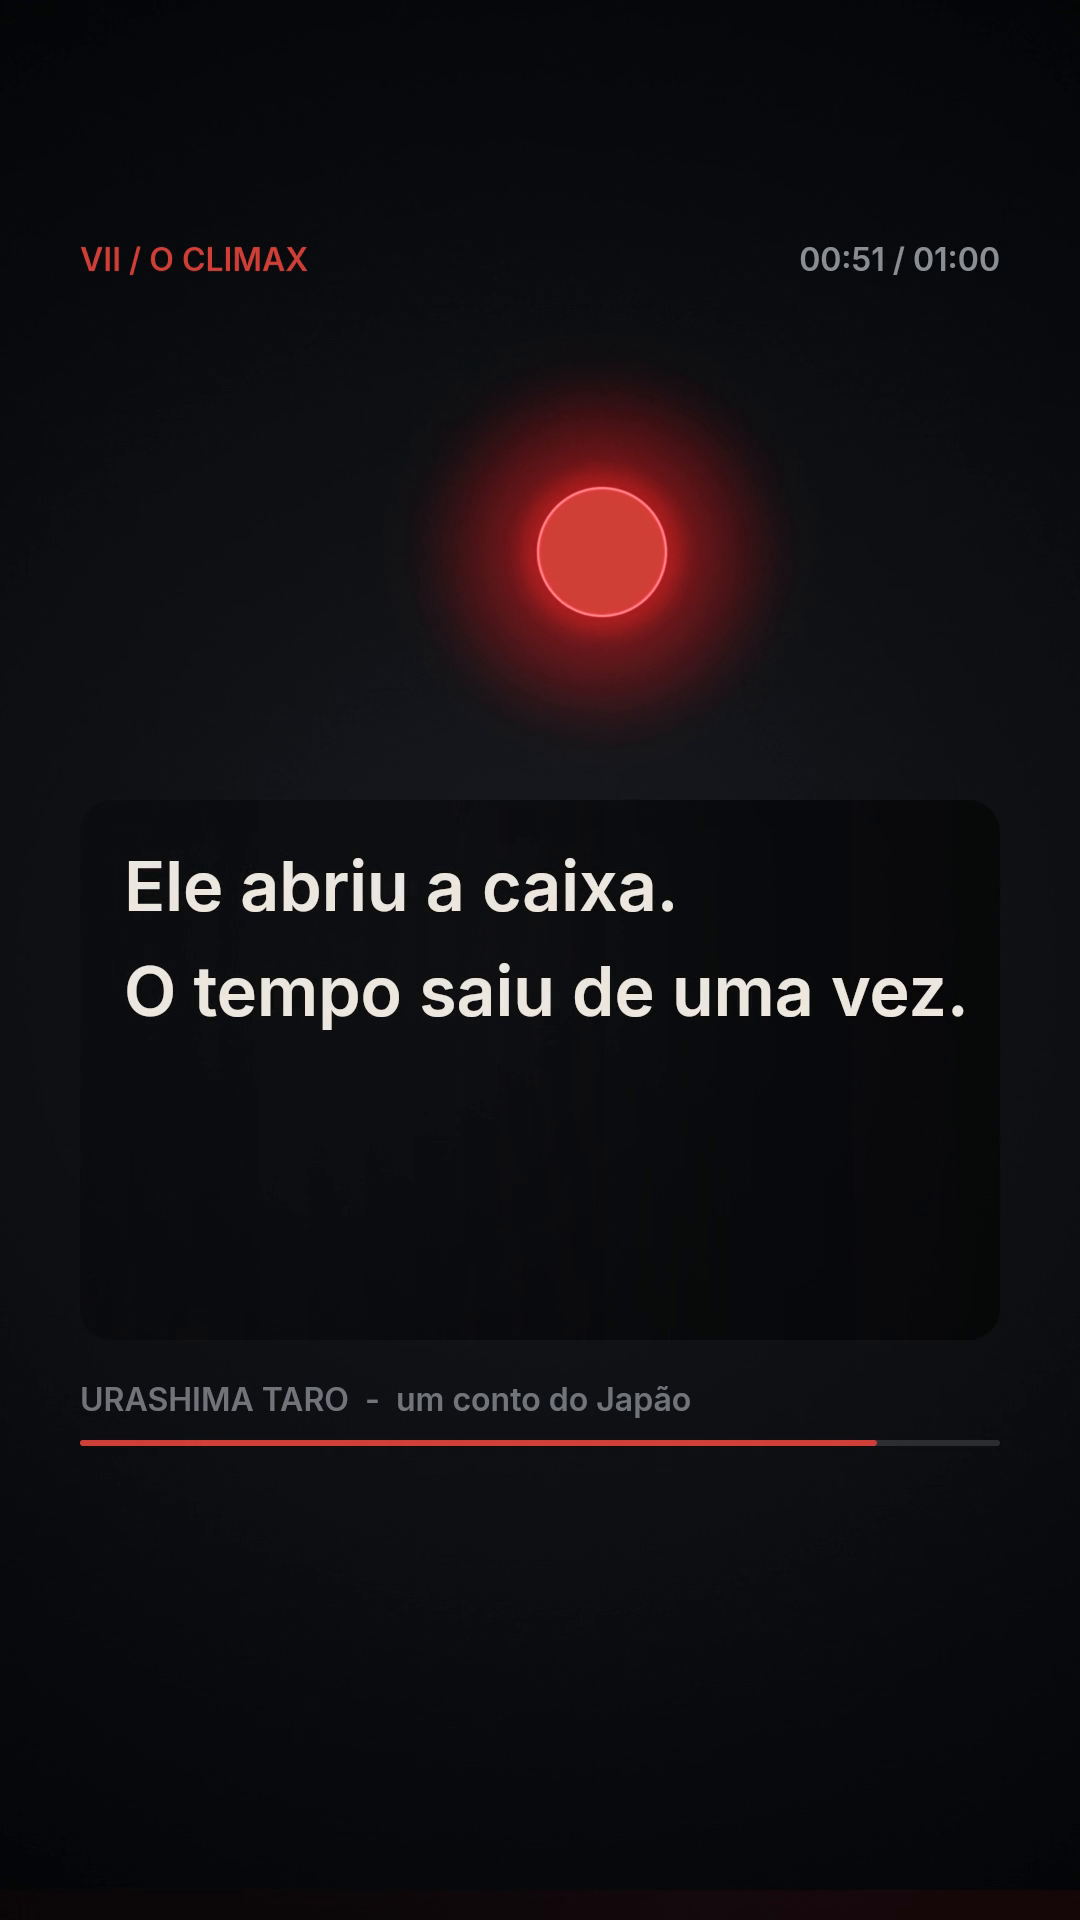 VII / O CLIMAX
00:51 / 01:00
Ele abriu a caixa.
O tempo saiu de uma vez.
URASHIMA TARO - um conto do Japão